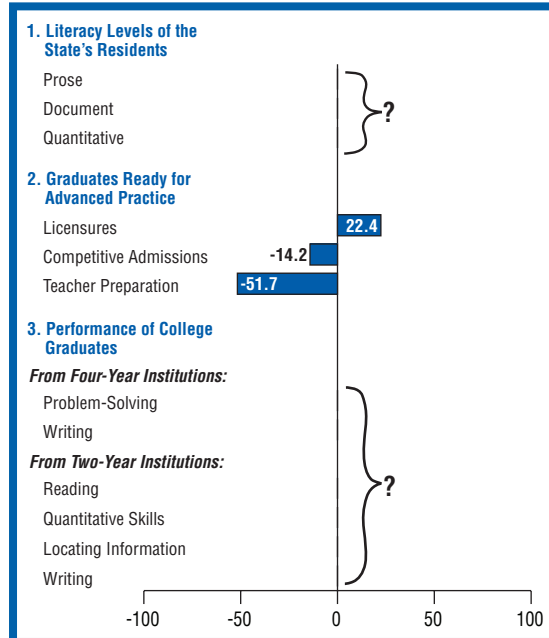 1. Literacy Levels of the
State's Residents
Prose
Document
Quantitative
?
2. Graduates Ready for
Advanced Practice
Licensures
22.4
Competitive Admissions
-14.2
Teacher Preparation
-51.7
3. Performance of College
Graduates
From Four-Year Institutions:
Problem-Solving
Writing
From Two-Year Institutions:
Reading
?
Quantitative Skills
Locating Information
Writing
-100 -50 0 50 100